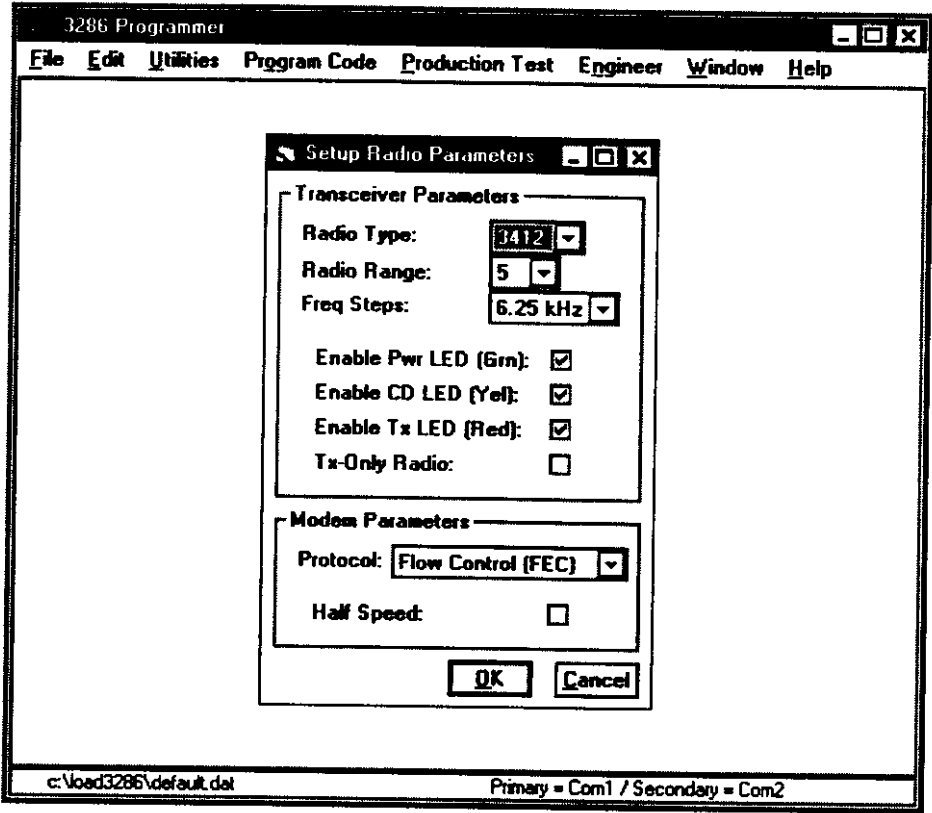 3286 Programmer
File Edit Utilities Program Code Production Test Engineer Window Help
Setup Radio Parameters
Transceiver Parameters
Radio Type: 3412
Radio Range: 5
Freq Steps: 6.25 kHz
Enable Pwr LED (Grn):
Enable CD LED (Yel):
Enable Tx LED (Red):
Tx-Only Radio:
Modem Parameters
Protocol: Flow Control (FEC)
Half Speed:
OK Cancel
c:\load3286\default.dat Primary = Com1 / Secondary = Com2